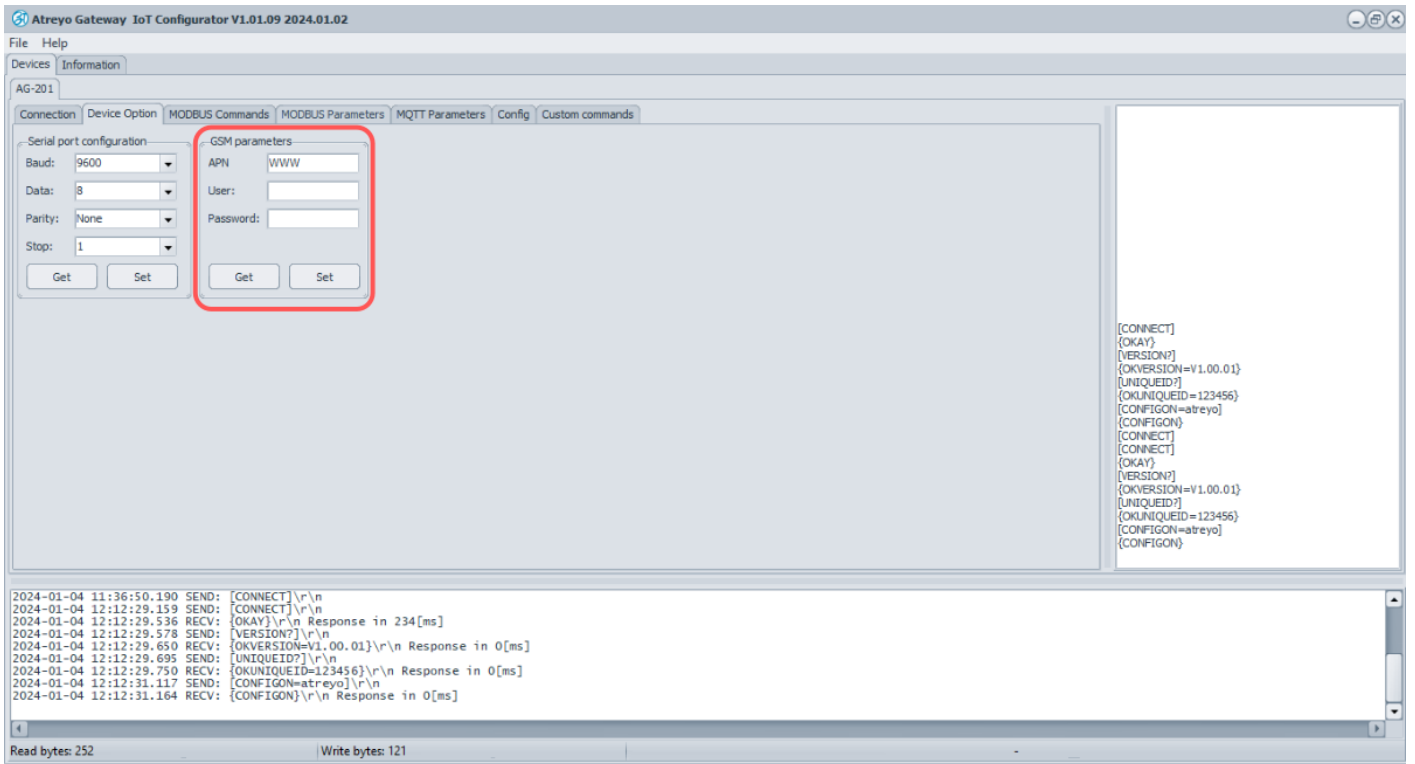 Atreyo Gateway IoT Configurator V1.01.09 2024.01.02
File Help
Devices Information
AG-201
Connection Device Option MODBUS Commands MODBUS Parameters MQTT Parameters Config Custom commands
Serial port configuration
Baud: 9600
Data: 8
Parity: None
Stop: 1
Get Set
GSM parameters
APN WWW
User:
Password:
Get Set
[CONNECT]
{OKAY}
[VERSION?]
{OKVERSION=V1.00.01}
[UNIQUEID?]
{OKUNIQUEID=123456}
[CONFIGON=atreyo]
{CONFIGON}
[CONNECT]
[CONNECT]
{OKAY}
[VERSION?]
{OKVERSION=V1.00.01}
[UNIQUEID?]
{OKUNIQUEID=123456}
[CONFIGON=atreyo]
{CONFIGON}
2024-01-04 11:36:50.190 SEND: [CONNECT]\r\n
2024-01-04 12:12:29.159 SEND: [CONNECT]\r\n
2024-01-04 12:12:29.536 RECV: {OKAY}\r\n Response in 234[ms]
2024-01-04 12:12:29.578 SEND: [VERSION?]\r\n
2024-01-04 12:12:29.650 RECV: {OKVERSION=V1.00.01}\r\n Response in 0[ms]
2024-01-04 12:12:29.695 SEND: [UNIQUEID?]\r\n
2024-01-04 12:12:29.750 RECV: {OKUNIQUEID=123456}\r\n Response in 0[ms]
2024-01-04 12:12:31.117 SEND: [CONFIGON=atreyo]\r\n
2024-01-04 12:12:31.164 RECV: {CONFIGON}\r\n Response in 0[ms]
Read bytes: 252 Write bytes: 121 -